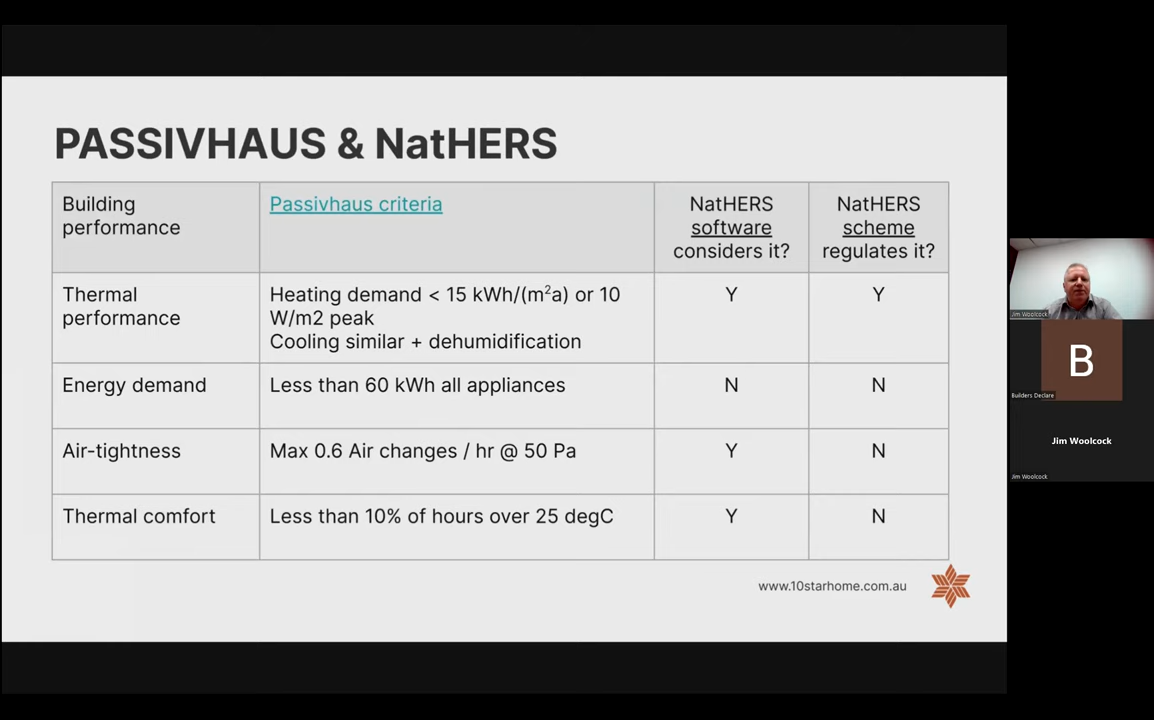 PASSIVHAUS & NatHERS
Building
performance
Passivhaus criteria
NatHERS
software
considers it?
NatHERS
scheme
regulates it?
Thermal
performance
Heating demand < 15 kWh/(m²a) or 10
W/m2 peak
Cooling similar + dehumidification
Y
Y
Energy demand
Less than 60 kWh all appliances
N
N
Air-tightness
Max 0.6 Air changes / hr @ 50 Pa
Y
N
Thermal comfort
Less than 10% of hours over 25 degC
Y
N
www.10starhome.com.au
Jim Woolcock
B
Builders Declare
Jim Woolcock
Jim Woolcock